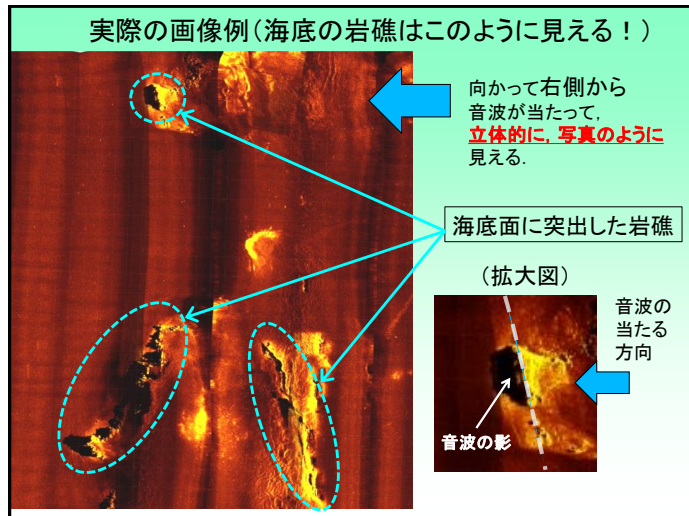 実際の画像例(海底の岩礁はこのように見える！)
向かって右側から
音波が当たって，
立体的に，写真のように
見える．
海底面に突出した岩礁
(拡大図)
音波の
当たる
方向
音波の影